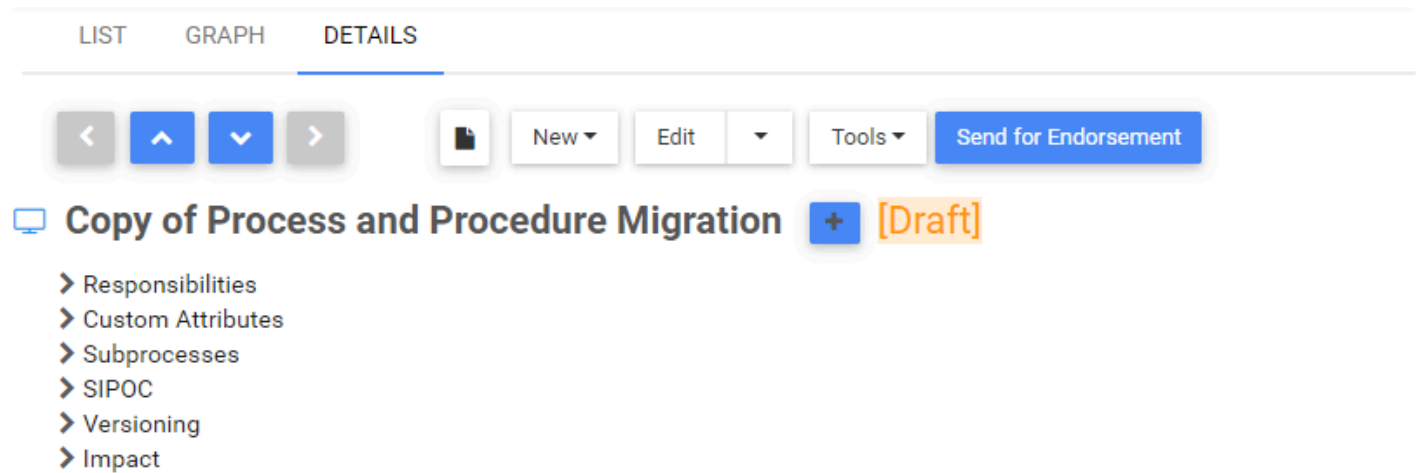 LIST GRAPH DETAILS
New Edit Tools Send for Endorsement
Copy of Process and Procedure Migration + [Draft]
Responsibilities
Custom Attributes
Subprocesses
SIPOC
Versioning
Impact